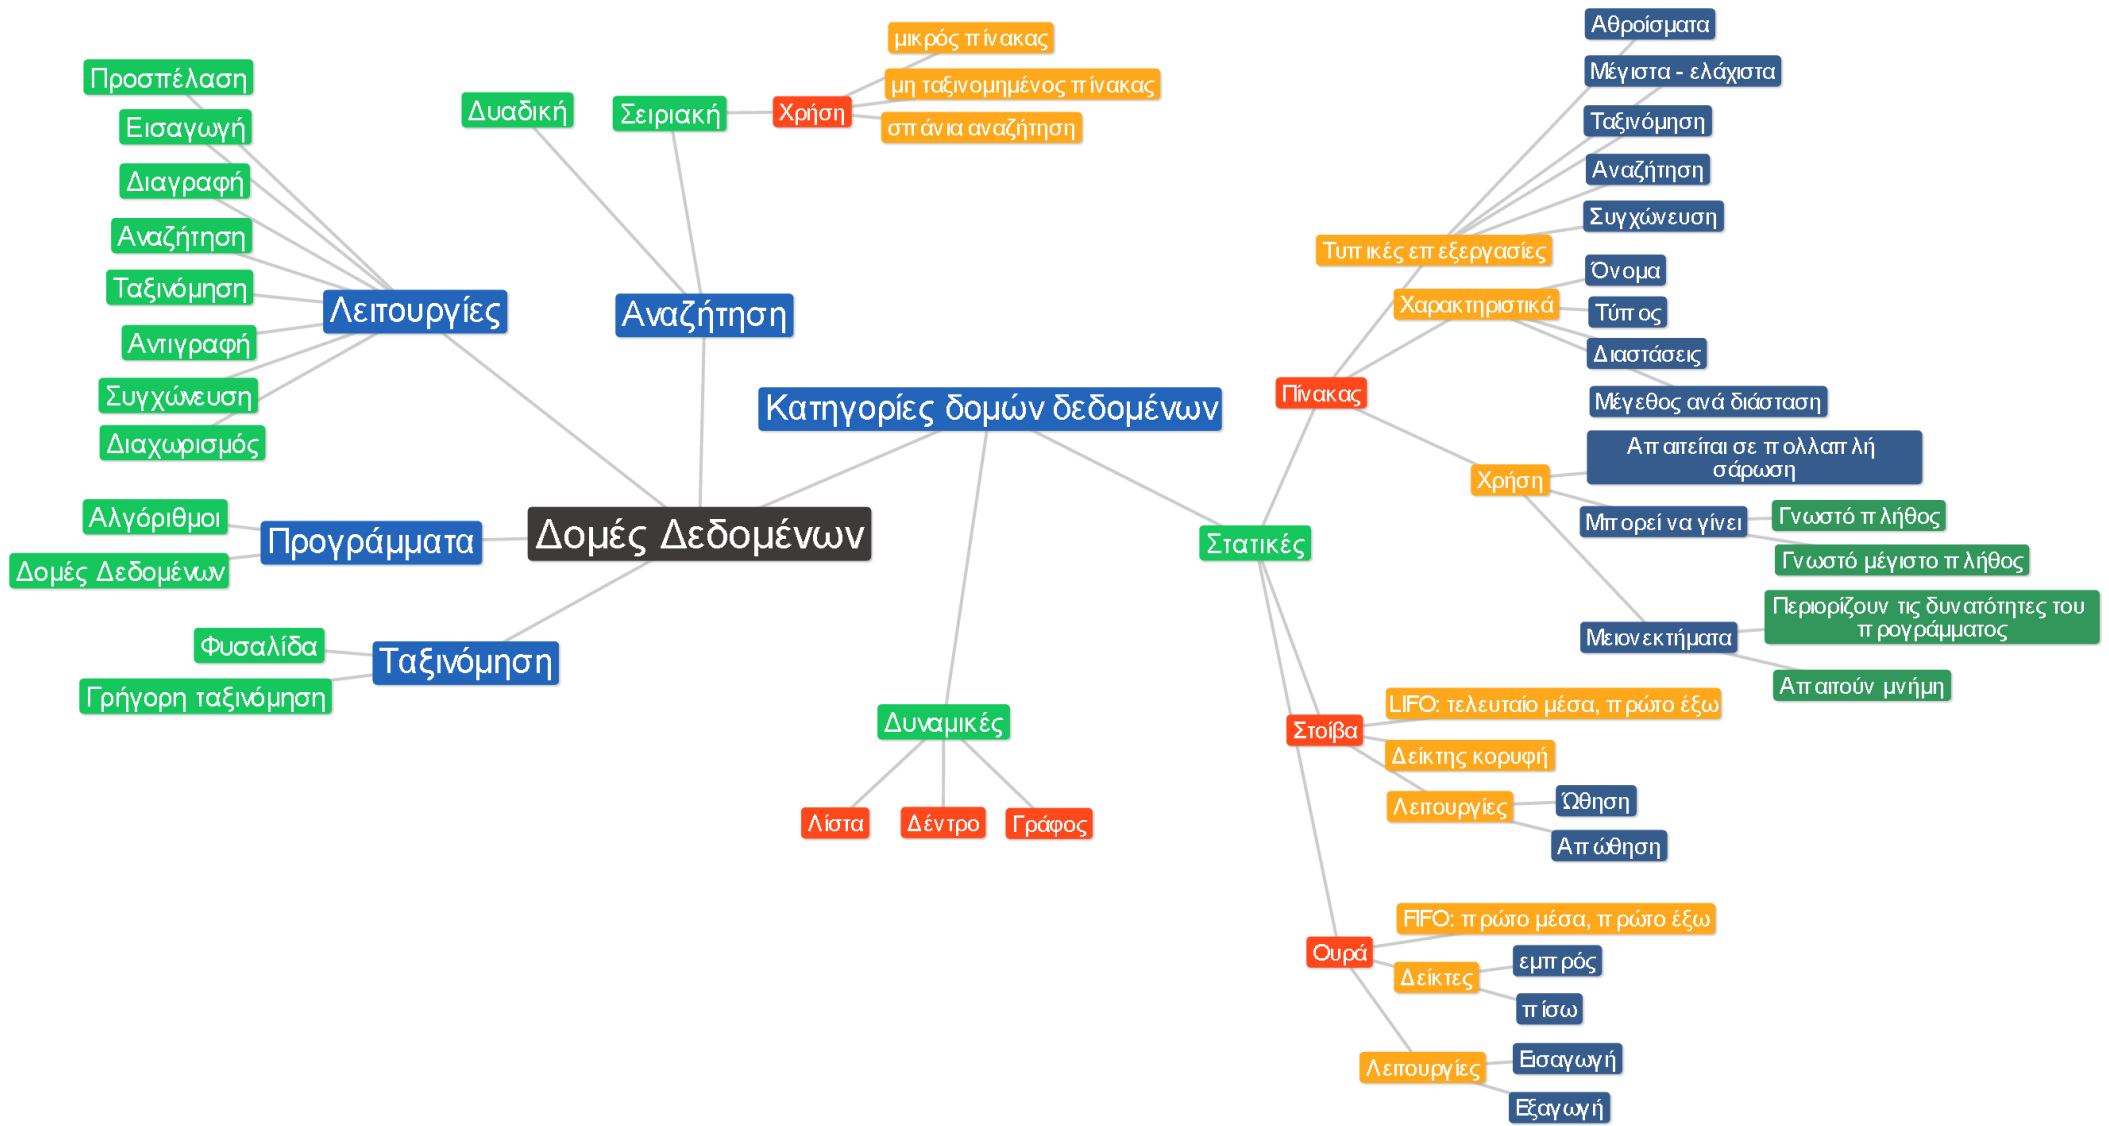 Προσπέλαση
Εισαγωγή
Διαγραφή
Αναζήτηση
Ταξινόμηση
Αντιγραφή
Συγχώνευση
Διαχωρισμός
Λειτουργίες
Δυαδική
Σειριακή
Χρήση
μικρός πίνακας
μη ταξινομημένος πίνακας
σπάνια αναζήτηση
Αναζήτηση
Κατηγορίες δομών δεδομένων
Αλγόριθμοι
Δομές Δεδομένων
Προγράμματα
Δομές Δεδομένων
Φυσαλίδα
Γρήγορη ταξινόμηση
Ταξινόμηση
Δυναμικές
Λίστα
Δέντρο
Γράφος
Στατικές
Πίνακας
Τυπικές επεξεργασίες
Αθροίσματα
Μέγιστα - ελάχιστα
Ταξινόμηση
Αναζήτηση
Συγχώνευση
Χαρακτηριστικά
Όνομα
Τύπος
Διαστάσεις
Μέγεθος ανά διάσταση
Χρήση
Απαιτείται σε πολλαπλή
σάρωση
Μπορεί να γίνει
Γνωστό πλήθος
Γνωστό μέγιστο πλήθος
Μειονεκτήματα
Περιορίζουν τις δυνατότητες του
προγράμματος
Απαιτούν μνήμη
Στοίβα
LIFO: τελευταίο μέσα, πρώτο έξω
Δείκτης κορυφή
Λειτουργίες
Ώθηση
Απώθηση
Ουρά
FIFO: πρώτο μέσα, πρώτο έξω
Δείκτες
εμπρός
πίσω
Λειτουργίες
Εισαγωγή
Εξαγωγή